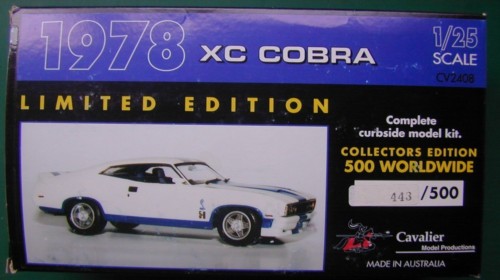 1978 XC COBRA
1/25
SCALE
CV2408
LIMITED EDITION
Complete
curbside model kit.
COLLECTORS EDITION
500 WORLDWIDE
443 /500
Cavalier
Model Productions
MADE IN AUSTRALIA